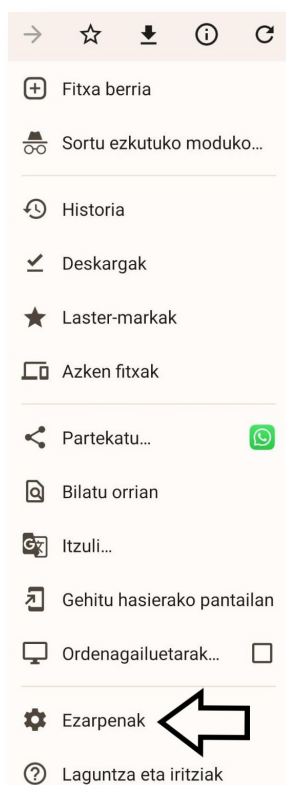 Fitxa berria
Sortu ezkutuko moduko...
Historia
Deskargak
Laster-markak
Azken fitxak
Partekatu...
Bilatu orrian
Itzuli...
Gehitu hasierako pantailan
Ordenagailuetarak...
Ezarpenak
Laguntza eta iritziak